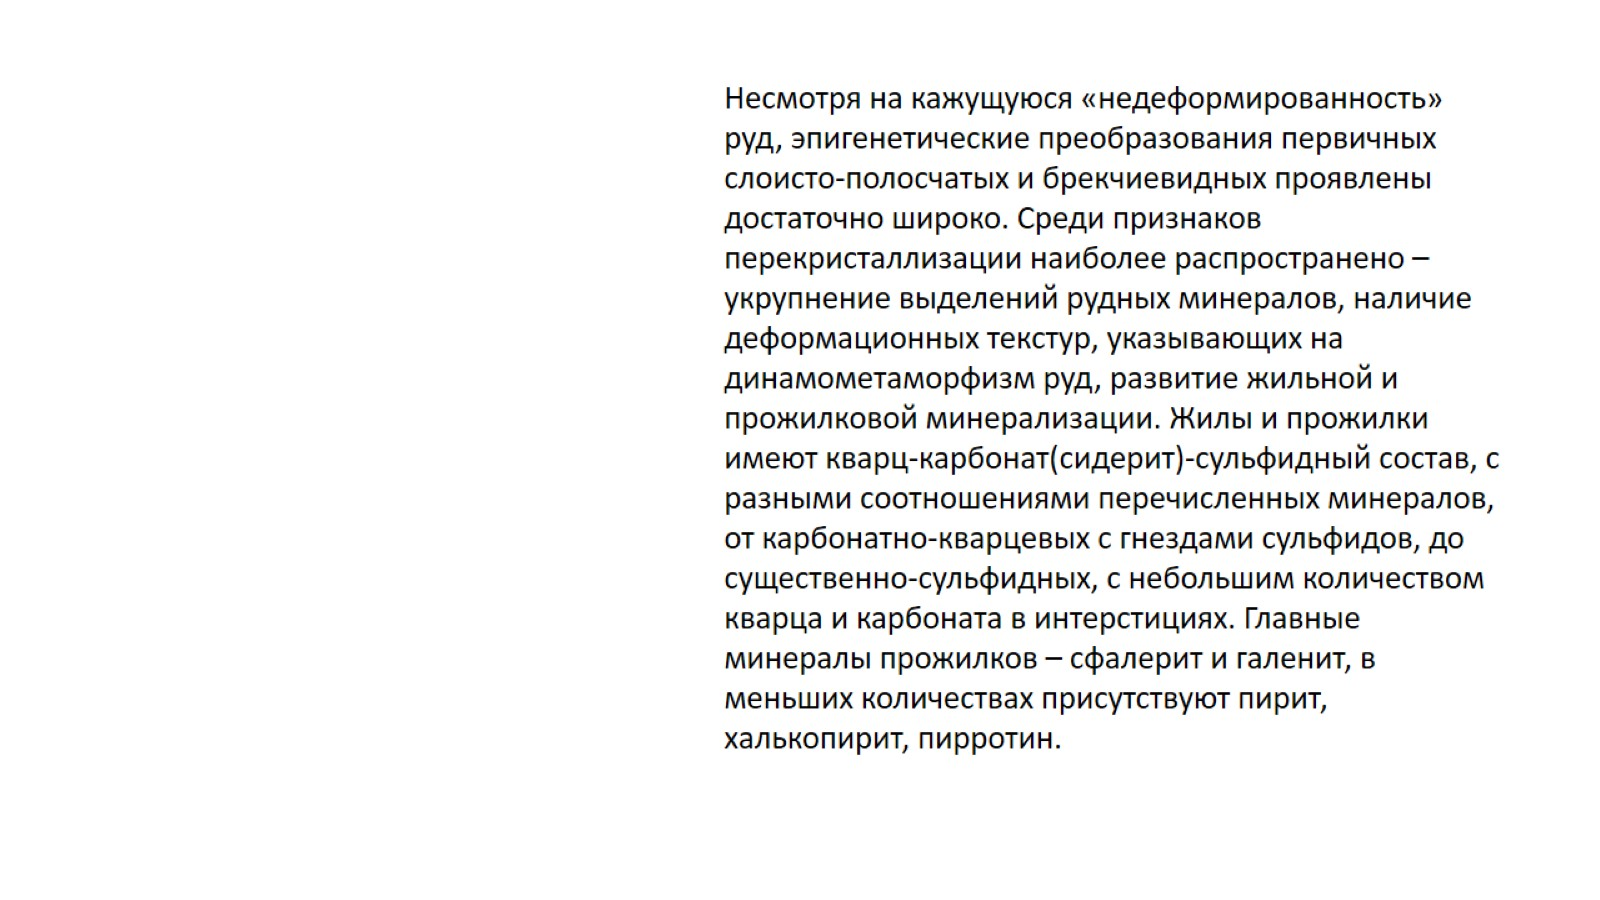 Несмотря на кажущуюся «недеформированность»
руд, эпигенетические преобразования первичных
слоисто-полосчатых и брекчиевидных проявлены
достаточно широко. Среди признаков
перекристаллизации наиболее распространено –
укрупнение выделений рудных минералов, наличие
деформационных текстур, указывающих на
динамометаморфизм руд, развитие жильной и
прожилковой минерализации. Жилы и прожилки
имеют кварц-карбонат(сидерит)-сульфидный состав, с
разными соотношениями перечисленных минералов,
от карбонатно-кварцевых с гнездами сульфидов, до
существенно-сульфидных, с небольшим количеством
кварца и карбоната в интерстициях. Главные
минералы прожилков – сфалерит и галенит, в
меньших количествах присутствуют пирит,
халькопирит, пирротин.